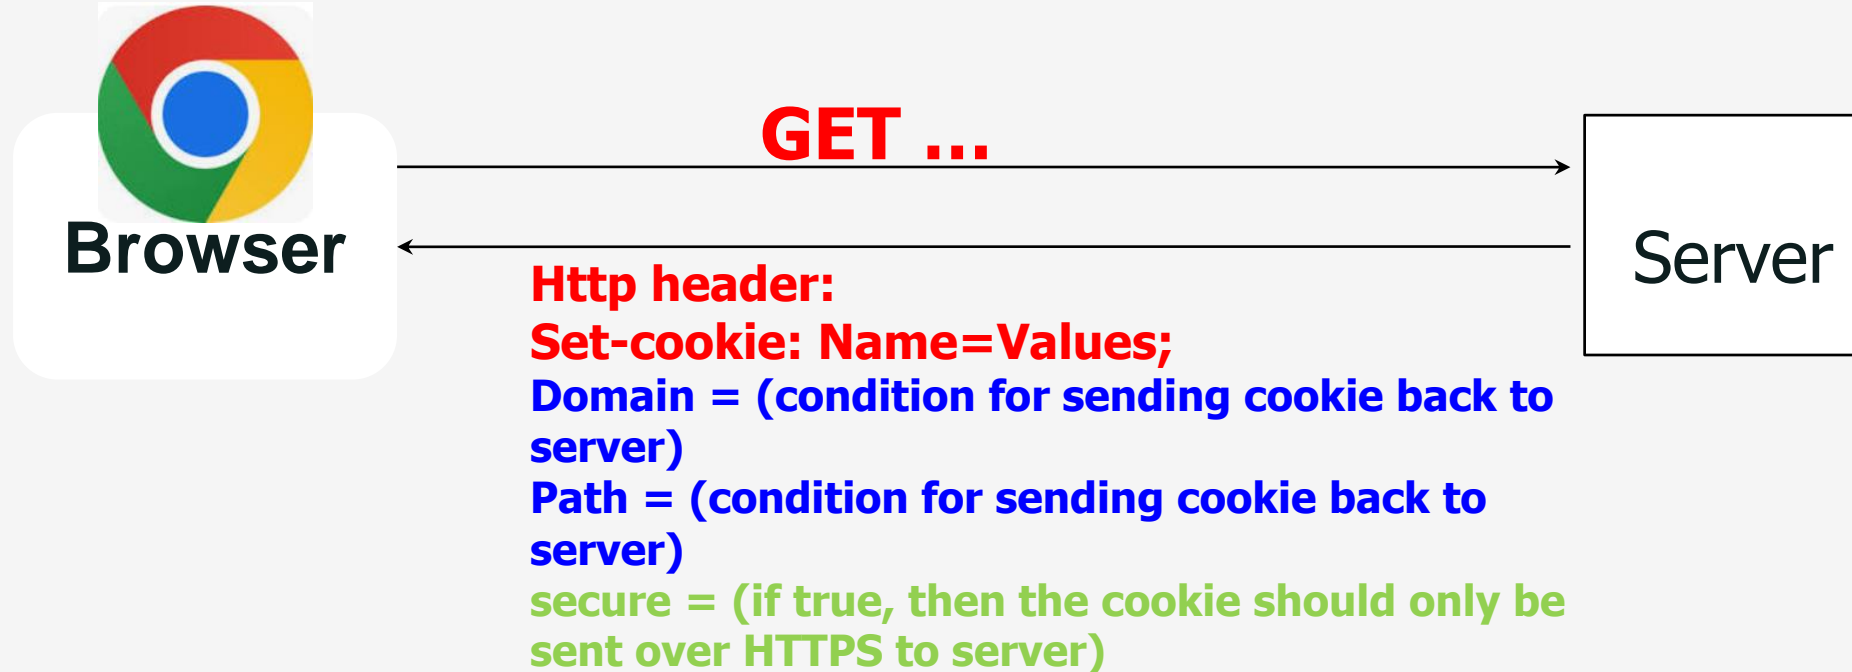 GET ...
Browser
Server
Http header:
Set-cookie: Name=Values;
Domain = (condition for sending cookie back to
server)
Path = (condition for sending cookie back to
server)
secure = (if true, then the cookie should only be
sent over HTTPS to server)